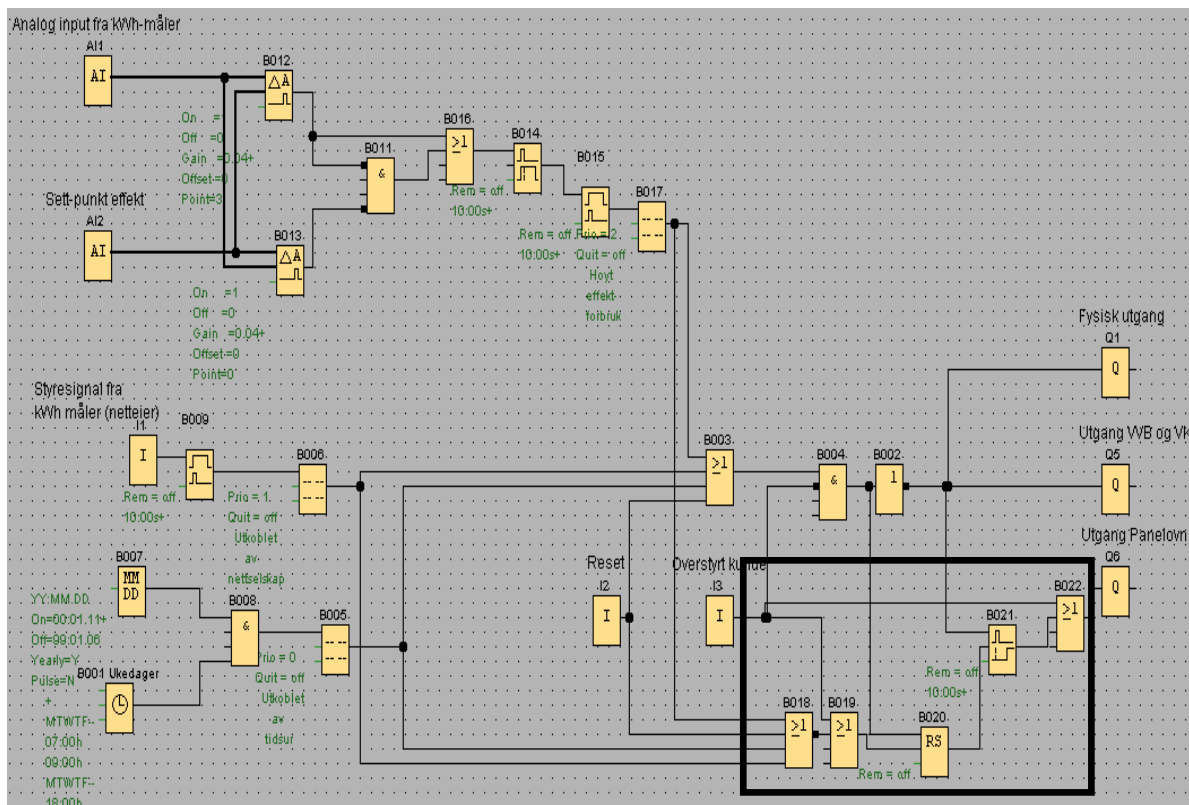 Analog input fra kWh-måler
AI1
AI
B012
ΔA
On =1
Off =0
Gain =0.04+
Offset=0
Point=3
B011
&
B016
≥1
B014
Rem = off
10:00s+
B015
Rem = off
10:00s+
B017
Prio = 2
Quit = off
Hoyt
effekt
forbruk
Sett-punkt effekt
AI2
AI
B013
ΔA
On =1
Off =0
Gain =0.04+
Offset=0
Point=0
Fysisk utgang
Q1
Q
Styresignal fra
kWh måler (netteier)
I1
I
B009
Rem = off
10:00s+
B006
Prio = 1
Quit = off
Utkoblet
av
nettselskap
B003
≥1
B004
&
B002
1
Utgang VVB og VK
Q5
Q
Utgang Panelovn
Q6
Q
B007
MM
DD
YY.MM.DD
On=00:01.11+
Off=99:01.06
Yearly=Y
Pulse=N
+
B008
&
B005
Prio = 0
Quit = off
Utkoblet
av
tidsur
B001 Ukedager
MTWTF--
07:00h
09:00h
MTWTF--
18:00h
Reset
I2
I
Overstyrt kunde
I3
I
B022
≥1
B021
Rem = off
10:00s+
B018
≥1
B019
≥1
B020
RS
Rem = off